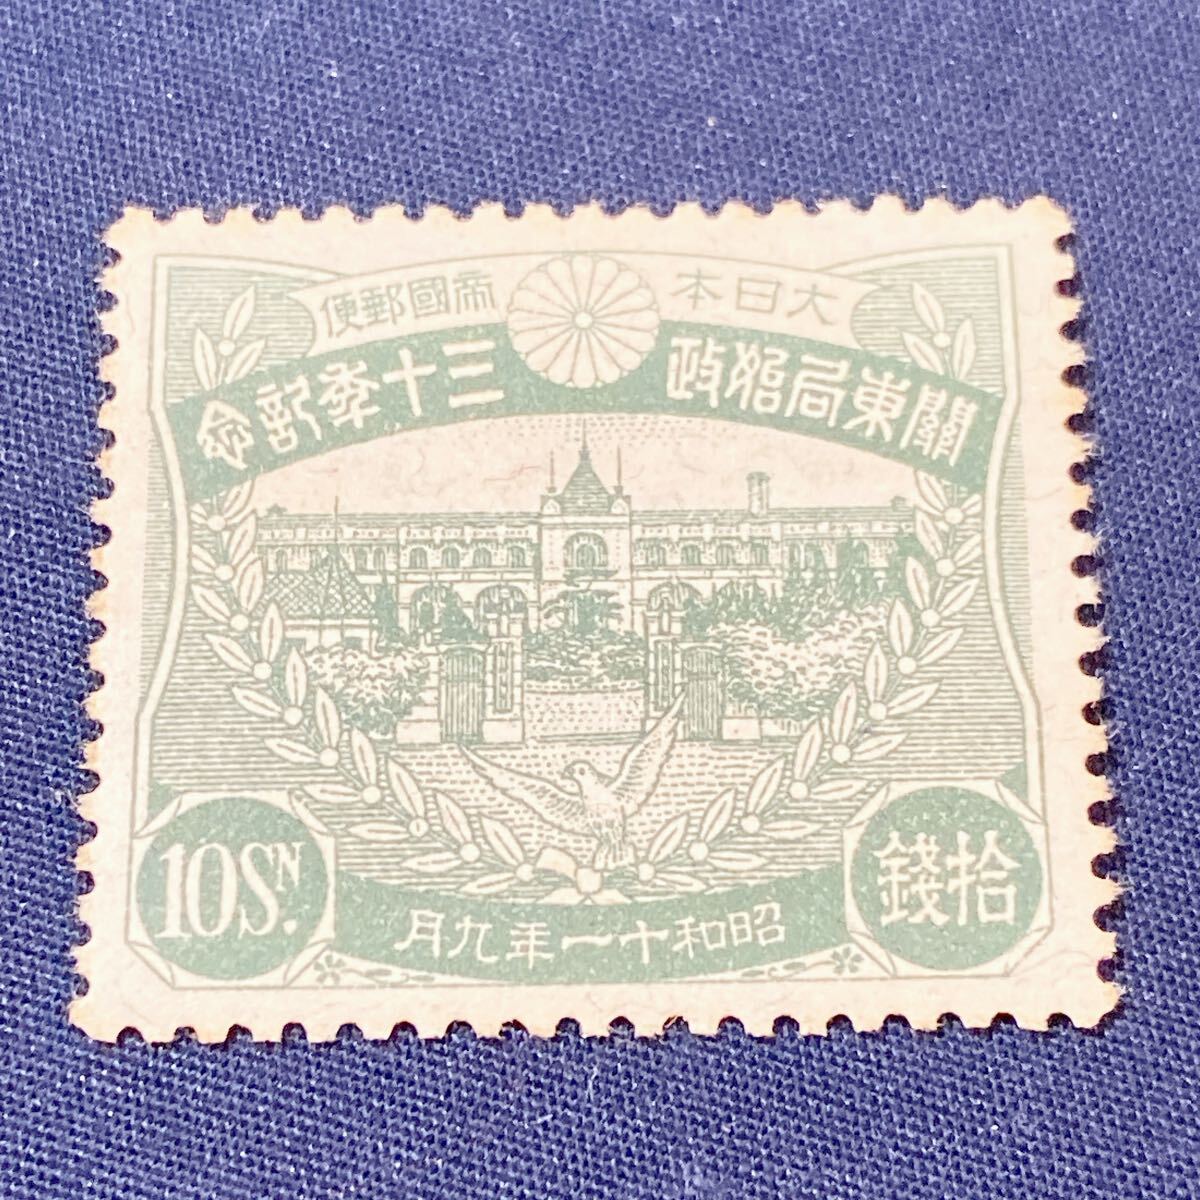 大日本帝國郵便
關東局始政三十年記念
10SN.
拾錢
昭和十一年九月